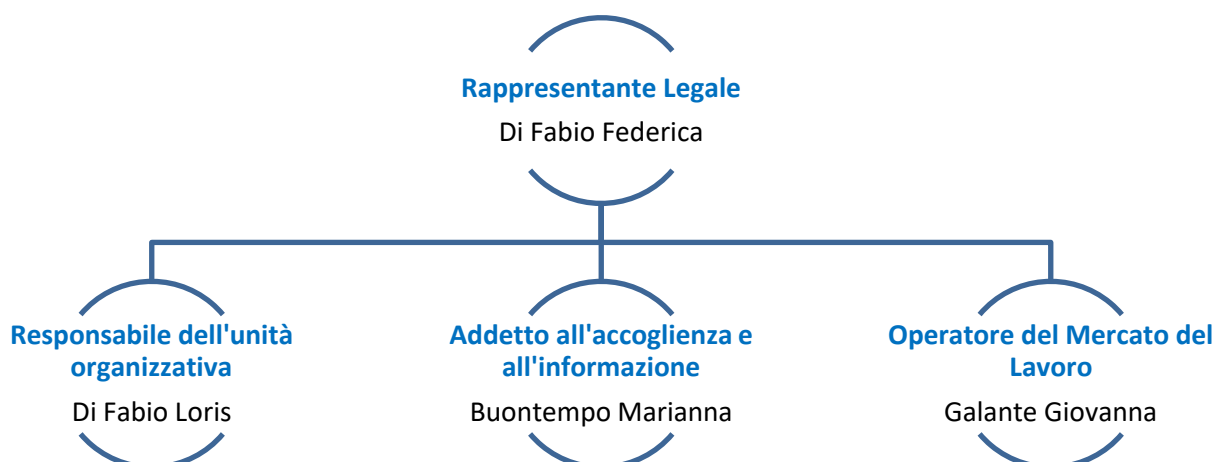 Rappresentante Legale
Di Fabio Federica
Responsabile dell'unità
organizzativa
Di Fabio Loris
Addetto all'accoglienza e
all'informazione
Buontempo Marianna
Operatore del Mercato del
Lavoro
Galante Giovanna